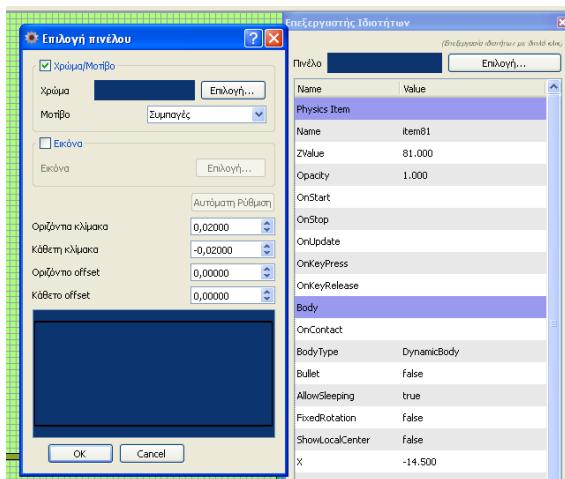 Επιλογή πινέλου
Χρώμα/Μοτίβο
Χρώμα Επιλογή...
Μοτίβο Συμπαγές
Εικόνα
Εικόνα Επιλογή...
Αυτόματη Ρύθμιση
Οριζόντια κλίμακα 0,02000
Κάθετη κλίμακα -0,02000
Οριζόντιο offset 0,00000
Κάθετο offset 0,00000
OK Cancel
Επεξεργαστής Ιδιοτήτων
(Επεξεργασία ιδιοτήτων με διπλό κλικ)
Πινέλο Επιλογή...
Name Value
Physics Item
Name item81
ZValue 81.000
Opacity 1.000
OnStart
OnStop
OnUpdate
OnKeyPress
OnKeyRelease
Body
OnContact
BodyType DynamicBody
Bullet false
AllowSleeping true
FixedRotation false
ShowLocalCenter false
X -14.500